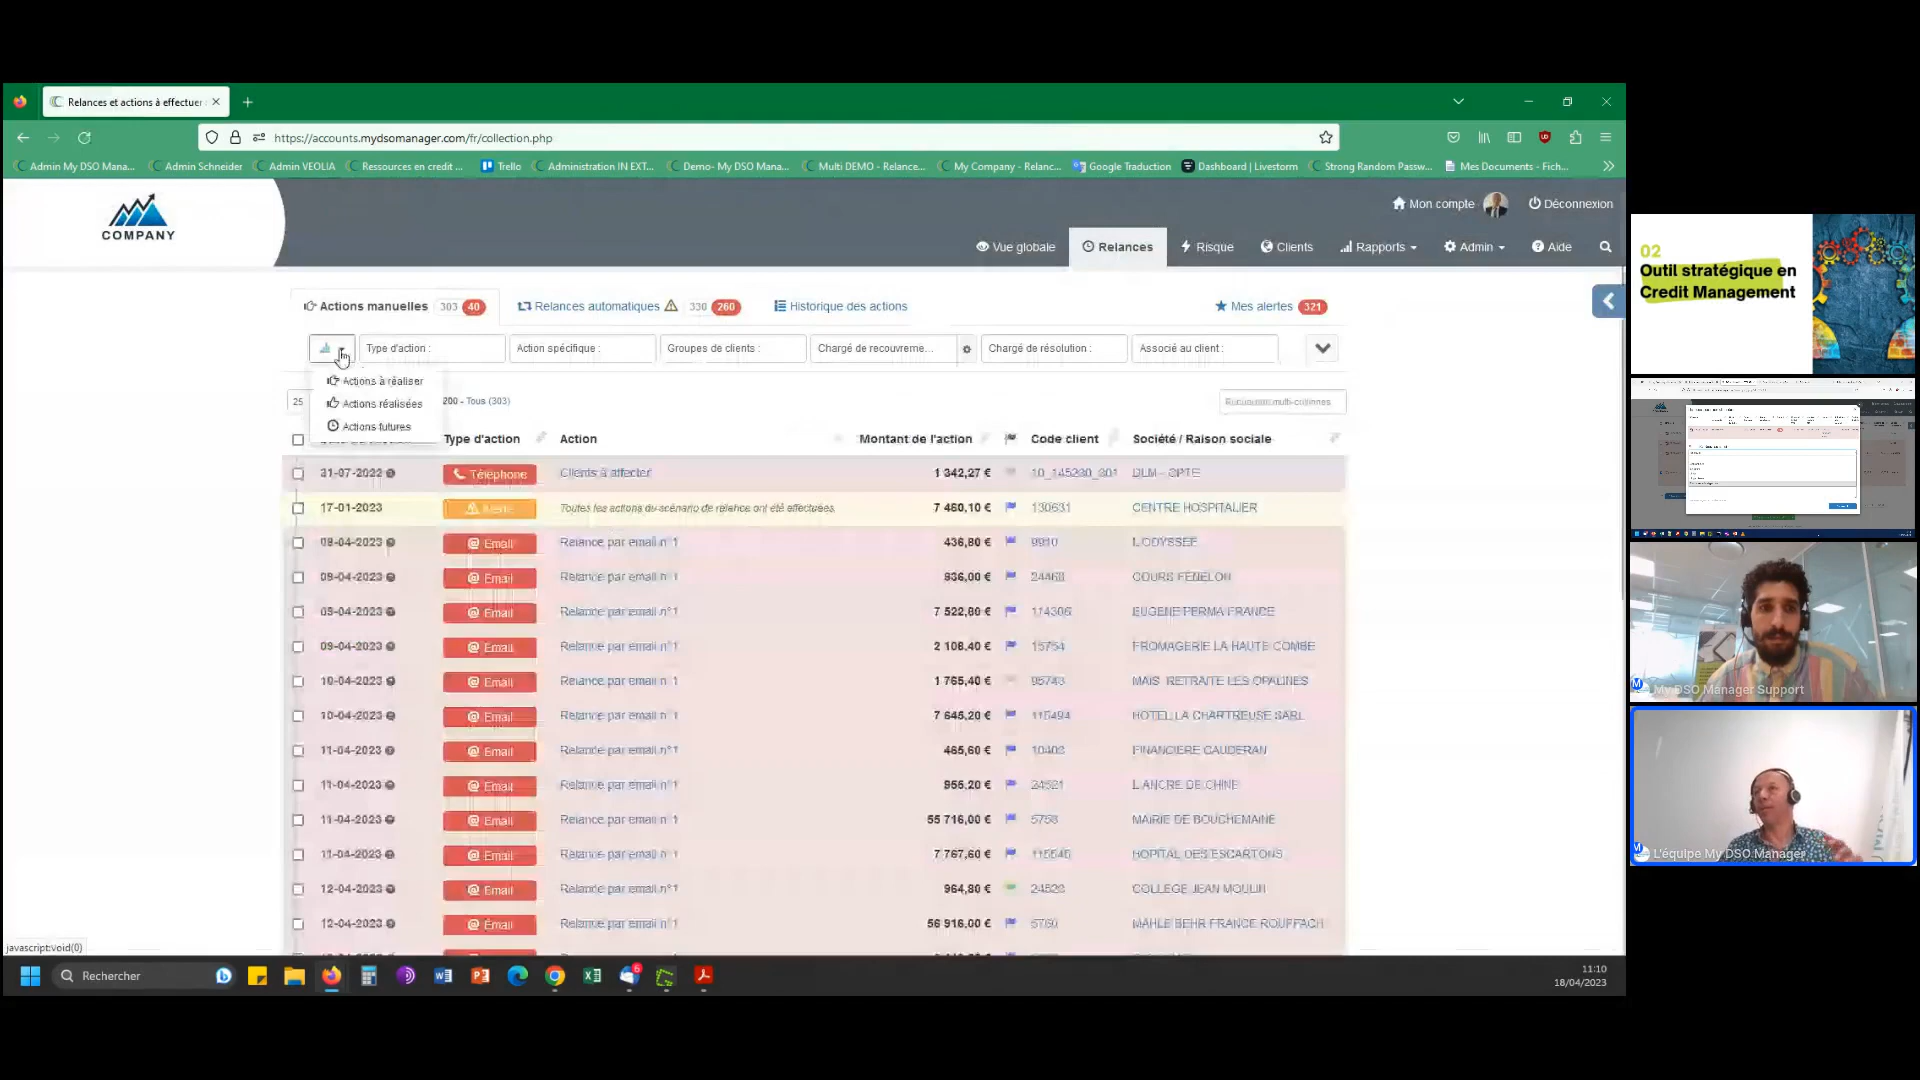 Relances et actions à effectuer
https://accounts.mydsomanager.com/fr/collection.php
Admin My DSO Mana... Admin Schneider Admin VEOLIA Ressources en credit ... Trello Administration IN EXT... Demo- My DSO Mana... Multi DEMO - Relance... My Company - Relanc... Google Traduction Dashboard | Livestorm Strong Random Passw... Mes Documents - Fich...
COMPANY
Mon compte Déconnexion
Vue globale Relances Risque Clients Rapports Admin Aide
Actions manuelles 303 40 Relances automatiques 330 260 Historique des actions Mes alertes 321
Type d'action : Action spécifique : Groupes de clients : Chargé de recouvreme... Chargé de résolution : Associé au client :
Actions à réaliser
25 Actions réalisées 200 - Tous (303) multi-colonnes
Actions futures
Type d'action Action Montant de l'action Code client Société / Raison sociale
31-07-2022 Téléphone Clients à affecter 1 342,27 € DLM - OPTE
17-01-2023 Alerte Toutes les actions du scénario de relance ont été effectuées. 7 480,10 € 130631 CENTRE HOSPITALIER
08-04-2023 @ Email Relance par email n°1 436,80 € 9910 L'ODYSSEE
09-04-2023 @ Email Relance par email n°1 936,00 € 24468 COURS FENELON
09-04-2023 @ Email Relance par email n°1 7 522,80 € 114306 EUGENE PERMA FRANCE
09-04-2023 @ Email Relance par email n°1 2 108,40 € 15754 FROMAGERIE LA HAUTE COMBE
10-04-2023 @ Email Relance par email n°1 1 765,40 € 95743 MAIS RETRAITE LES OPALINES
10-04-2023 @ Email Relance par email n°1 7 645,20 € 115494 HOTEL LA CHARTREUSE SARL
11-04-2023 @ Email Relance par email n°1 465,60 € 10402 FINANCIERE CAUDERAN
11-04-2023 @ Email Relance par email n°1 956,20 € 24521 L'ANCRE DE CHINE
11-04-2023 @ Email Relance par email n°1 55 716,00 € 5758 MAIRIE DE BOUCHEMAINE
11-04-2023 @ Email Relance par email n°1 7 767,60 € 115545 HOPITAL DES ESCARTONS
12-04-2023 @ Email Relance par email n°1 964,80 € 24523 COLLEGE JEAN MOULIN
12-04-2023 @ Email Relance par email n°1 56 916,00 € 5760 MAHLE BEHR FRANCE ROUFFACH
javascript:void(0)
Rechercher
11:10
18/04/2023
02
Outil stratégique en
Credit Management
My DSO Manager Support
L'équipe My DSO Manager